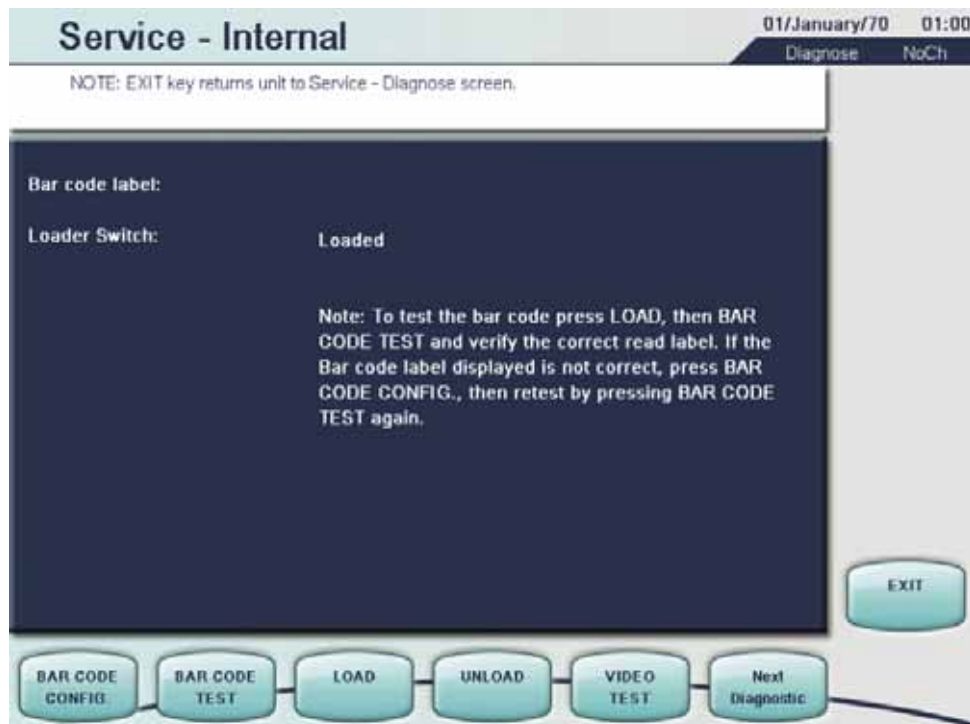 Service - Internal
01/January/70 01:00
Diagnose NoCh
NOTE: EXIT key returns unit to Service - Diagnose screen.
Bar code label:
Loader Switch:
Loaded
Note: To test the bar code press LOAD, then BAR
CODE TEST and verify the correct read label. If the
Bar code label displayed is not correct, press BAR
CODE CONFIG., then retest by pressing BAR CODE
TEST again.
EXIT
BAR CODE
CONFIG.
BAR CODE
TEST
LOAD
UNLOAD
VIDEO
TEST
Next
Diagnostic